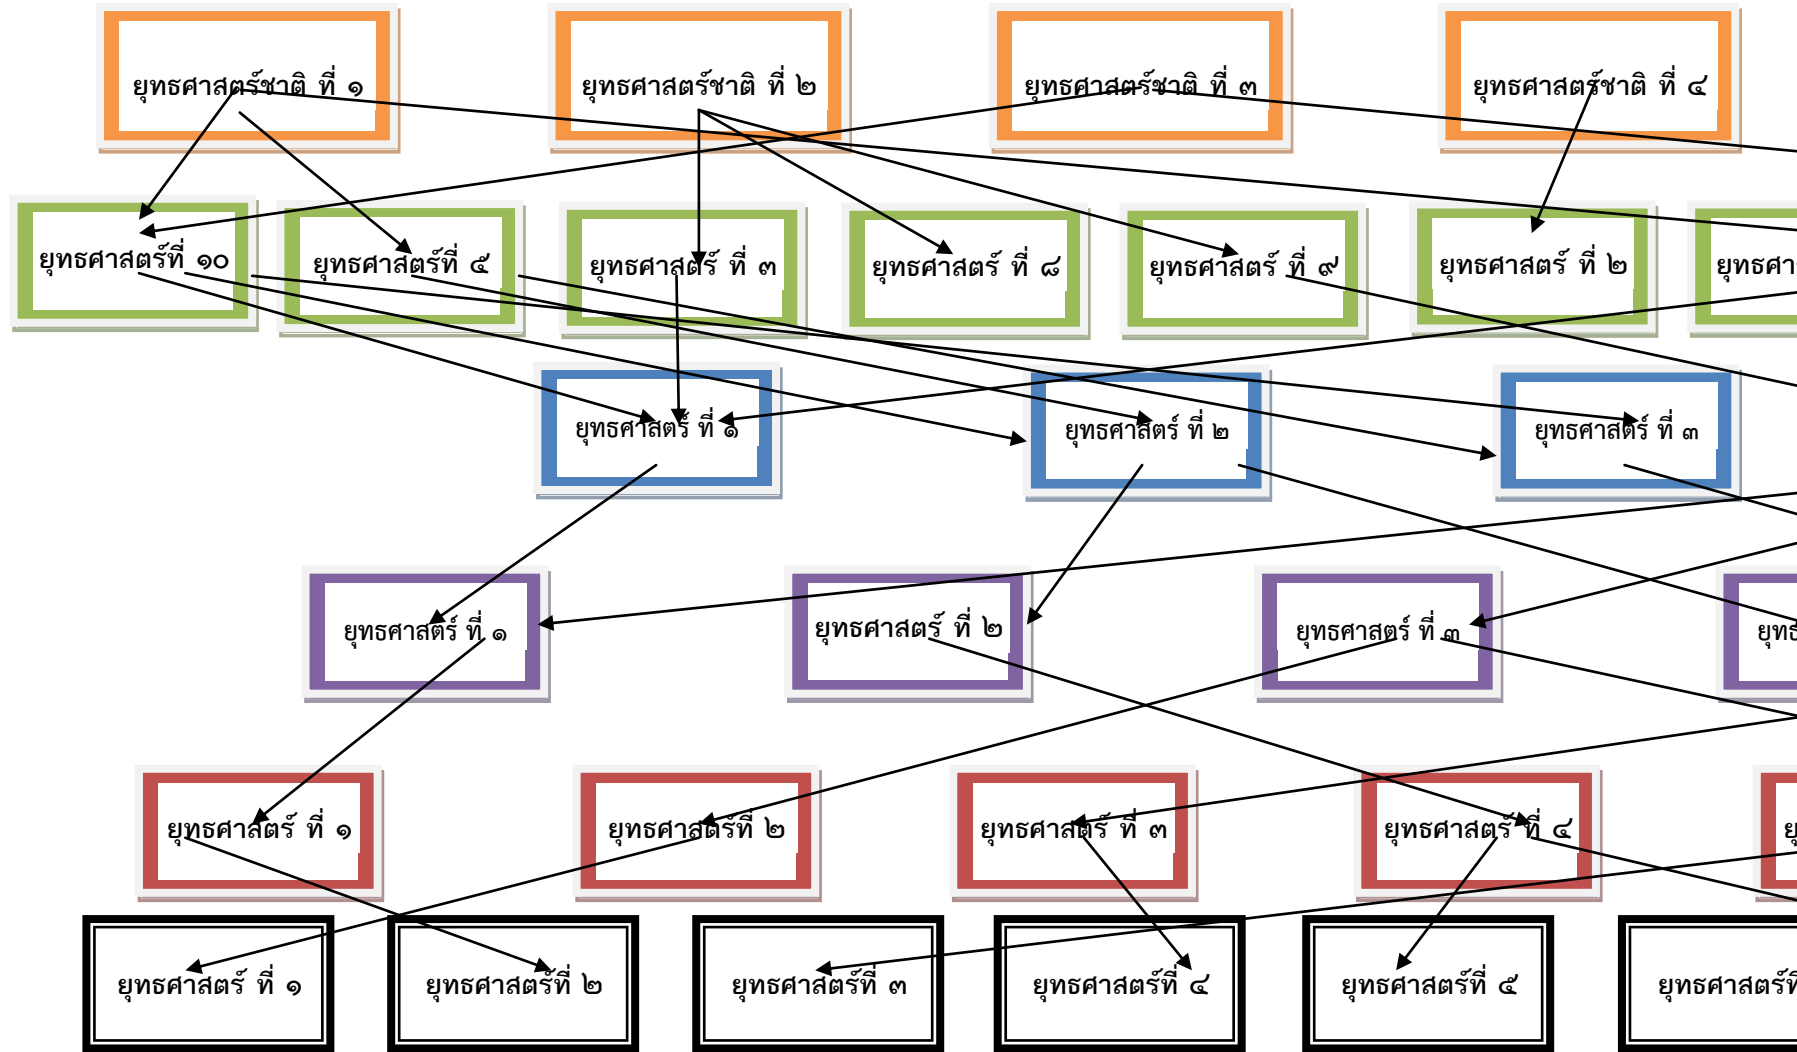 ยุทธศาสตร์ชาติ ที่ ๑
ยุทธศาสตร์ชาติ ที่ ๒
ยุทธศาสตร์ชาติ ที่ ๓
ยุทธศาสตร์ชาติ ที่ ๔
ยุทธศาสตร์ที่ ๑๐
ยุทธศาสตร์ที่ ๕
ยุทธศาสตร์ ที่ ๓
ยุทธศาสตร์ ที่ ๘
ยุทธศาสตร์ ที่ ๙
ยุทธศาสตร์ ที่ ๒
ยุทธศาสตร์ ที่ ๑
ยุทธศาสตร์ ที่ ๒
ยุทธศาสตร์ ที่ ๓
ยุทธศาสตร์ ที่ ๑
ยุทธศาสตร์ ที่ ๒
ยุทธศาสตร์ ที่ ๓
ยุทธศาสตร์ ที่ ๑
ยุทธศาสตร์ที่ ๒
ยุทธศาสตร์ ที่ ๓
ยุทธศาสตร์ ที่ ๔
ยุทธศาสตร์ ที่ ๑
ยุทธศาสตร์ที่ ๒
ยุทธศาสตร์ที่ ๓
ยุทธศาสตร์ที่ ๔
ยุทธศาสตร์ที่ ๕